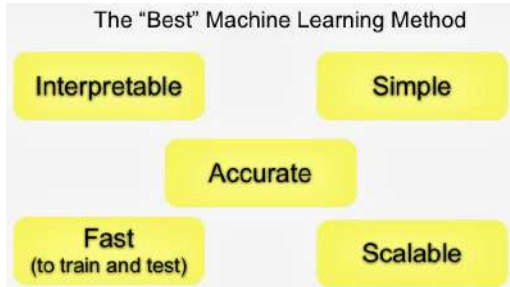 The “Best” Machine Learning Method
Interpretable
Simple
Accurate
Fast
(to train and test)
Scalable